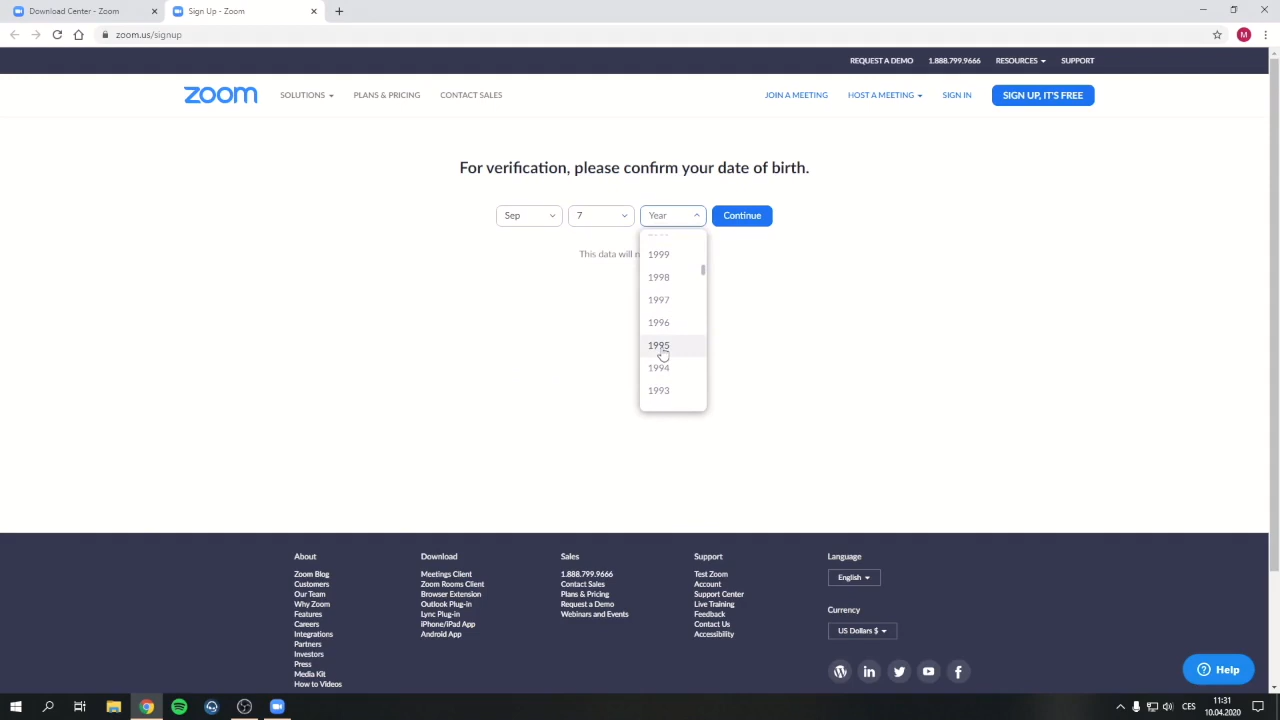 Download Center - Zoom
Sign Up - Zoom
zoom.us/signup
M
REQUEST A DEMO 1.888.799.9666 RESOURCES SUPPORT
zoom SOLUTIONS PLANS & PRICING CONTACT SALES JOIN A MEETING HOST A MEETING SIGN IN SIGN UP, IT'S FREE
For verification, please confirm your date of birth.
Sep 7 Year Continue
This data will
1999
1998
1997
1996
1995
1994
1993
About
Zoom Blog
Customers
Our Team
Why Zoom
Features
Careers
Integrations
Partners
Investors
Press
Media Kit
How to Videos
Download
Meetings Client
Zoom Rooms Client
Browser Extension
Outlook Plug-in
Lync Plug-in
iPhone/iPad App
Android App
Sales
1.888.799.9666
Contact Sales
Plans & Pricing
Request a Demo
Webinars and Events
Support
Test Zoom
Account
Support Center
Live Training
Feedback
Contact Us
Accessibility
Language
English
Currency
US Dollars $
Help
CES
11:31
10.04.2020